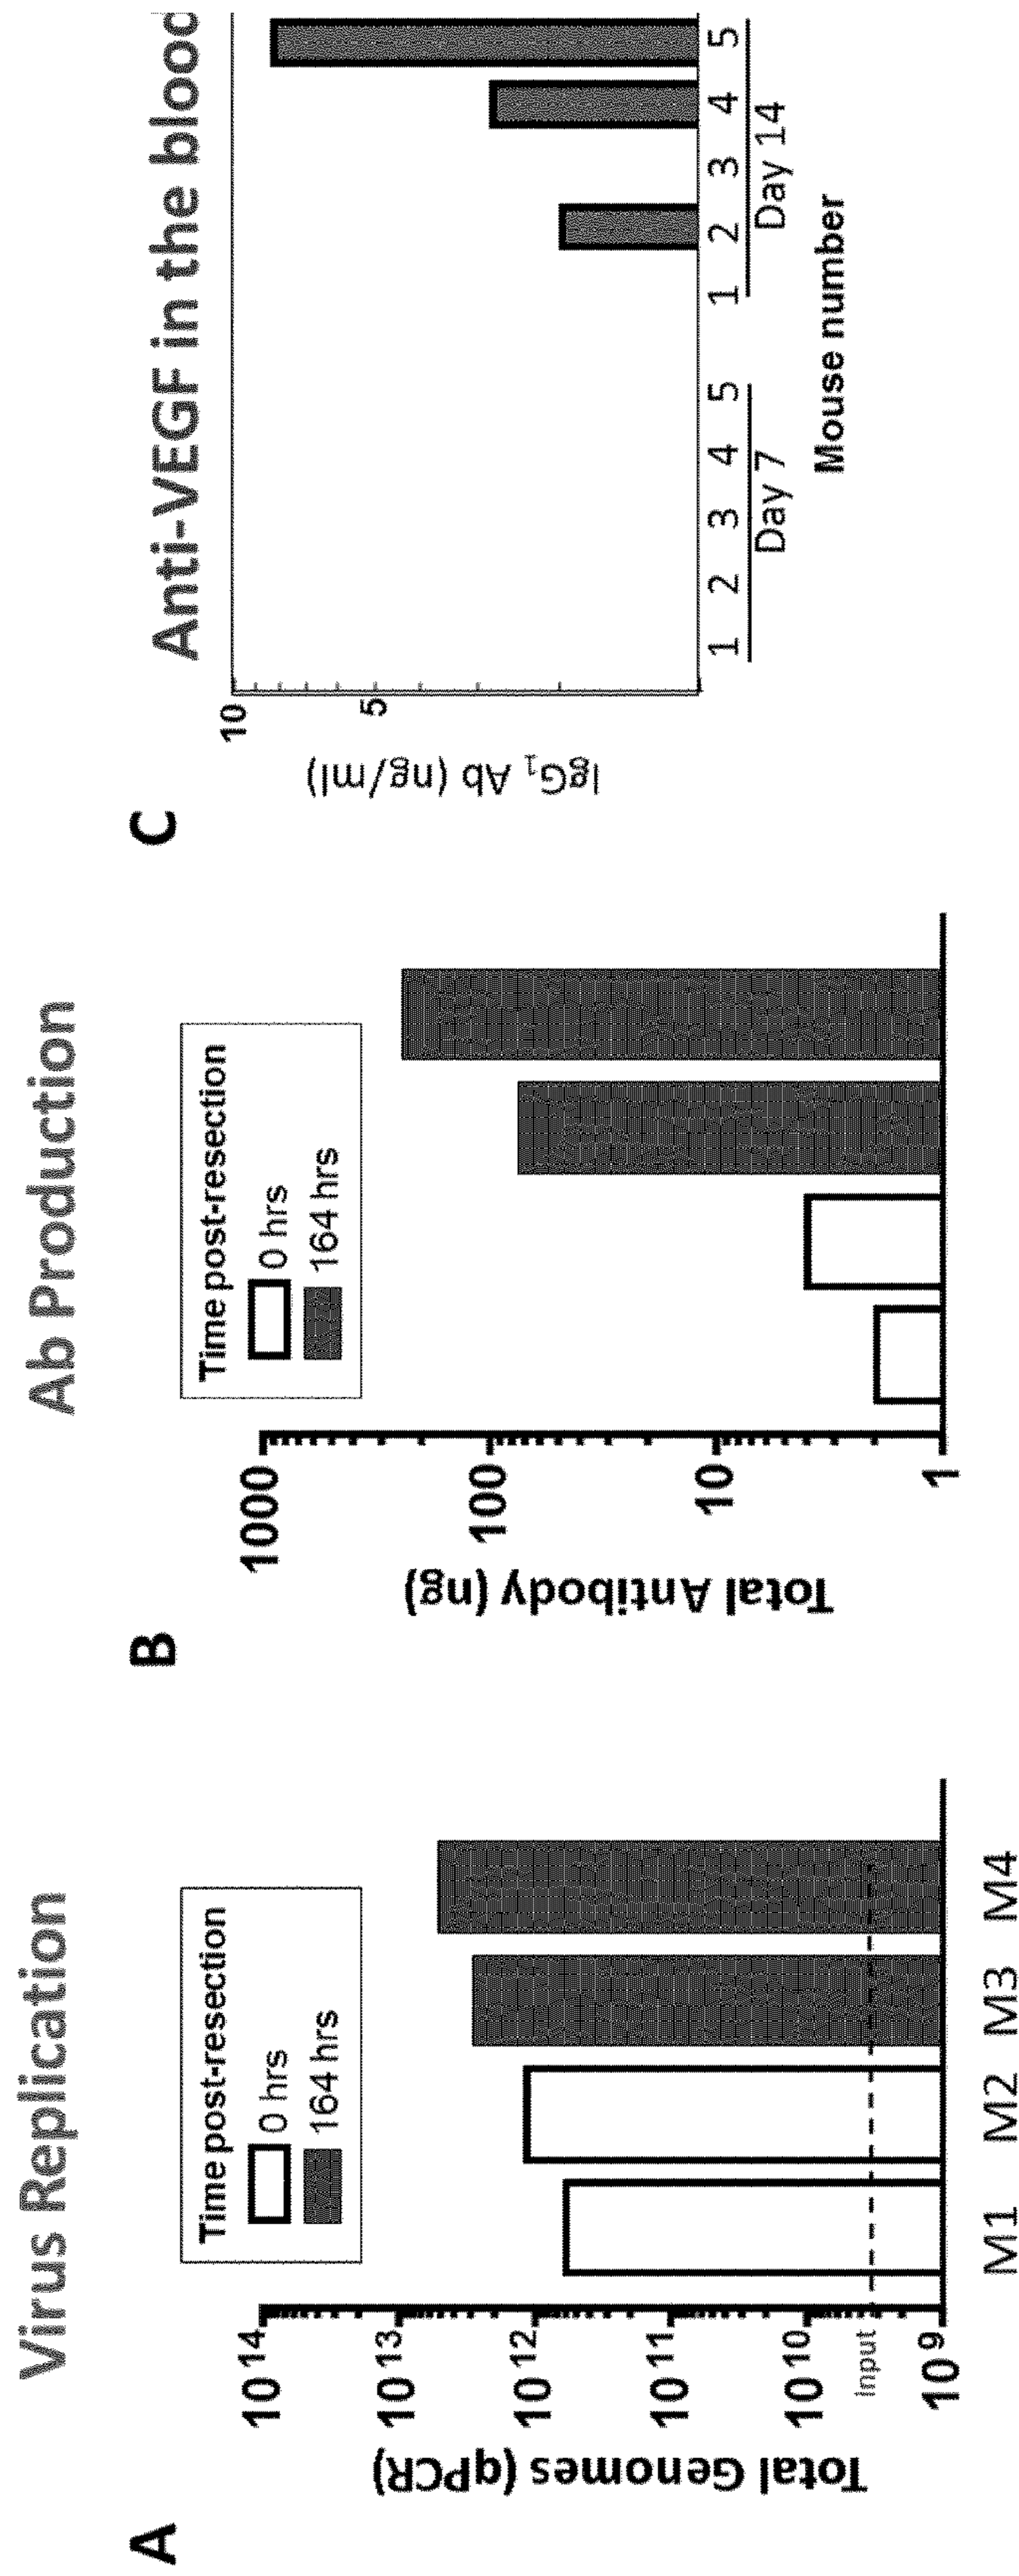 A
Virus Replication
Total Genomes (qPCR)
10 14
10 13
10 12
10 11
10 10
Input
10 9
Time post-resection
0 hrs
164 hrs
M1 M2 M3 M4
B
Ab Production
Total Antibody (ng)
1000
100
10
1
Time post-resection
0 hrs
164 hrs
C
Anti-VEGF in the blood
IgG1 Ab (ng/ml)
10
5
1 2 3 4 5 1 2 3 4 5
Day 7 Day 14
Mouse number